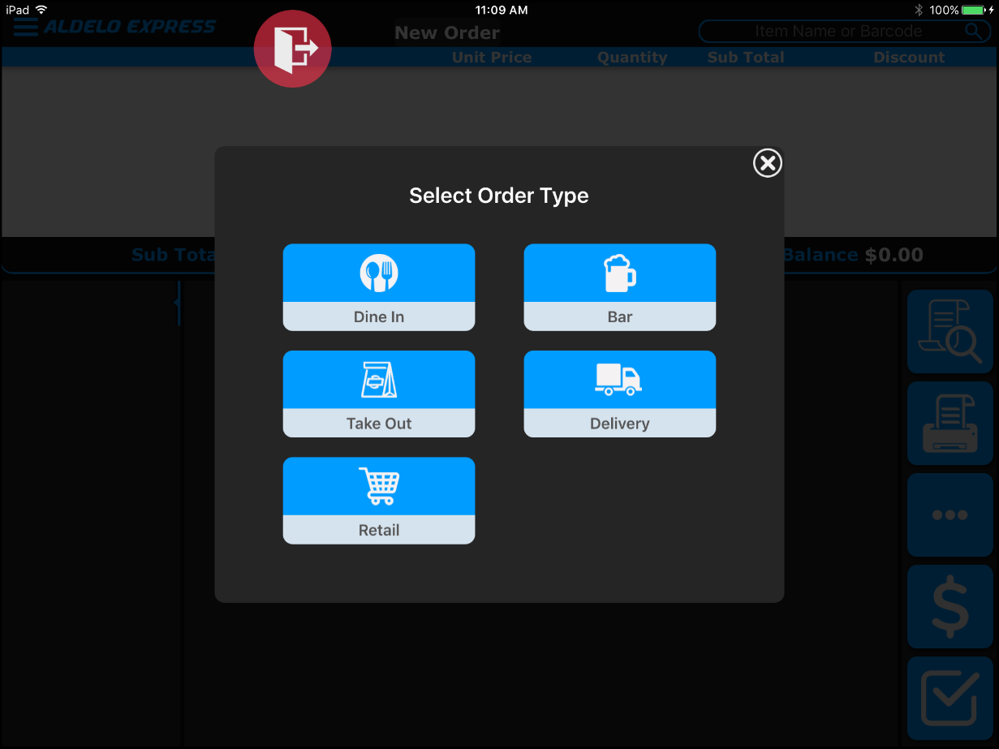 iPad 11:09 AM 100%
ALDELO EXPRESS New Order Item Name or Barcode
Unit Price Quantity Sub Total Discount
Select Order Type
Sub Tota Balance $0.00
Dine In Bar
Take Out Delivery
Retail